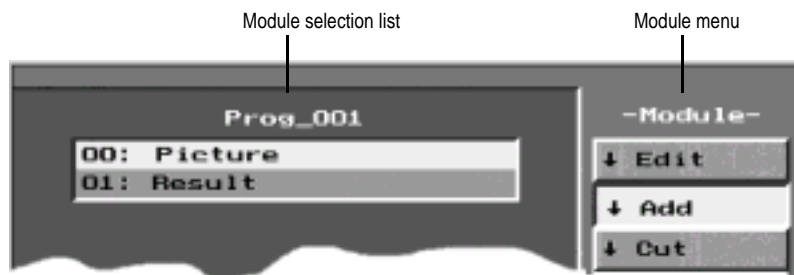 Module selection list
Module menu
Prog_001
00: Picture
01: Result
-Module-
↓ Edit
↓ Add
↓ Cut